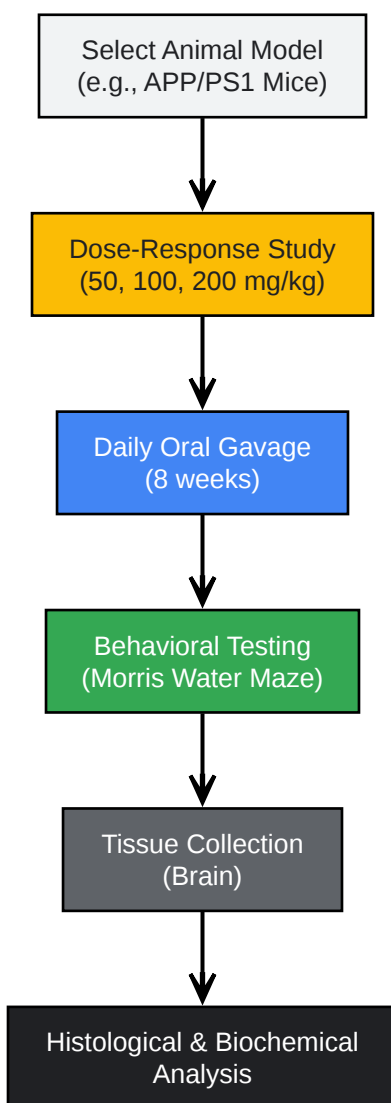 Select Animal Model
(e.g., APP/PS1 Mice)
Dose-Response Study
(50, 100, 200 mg/kg)
Daily Oral Gavage
(8 weeks)
Behavioral Testing
(Morris Water Maze)
Tissue Collection
(Brain)
Histological & Biochemical
Analysis